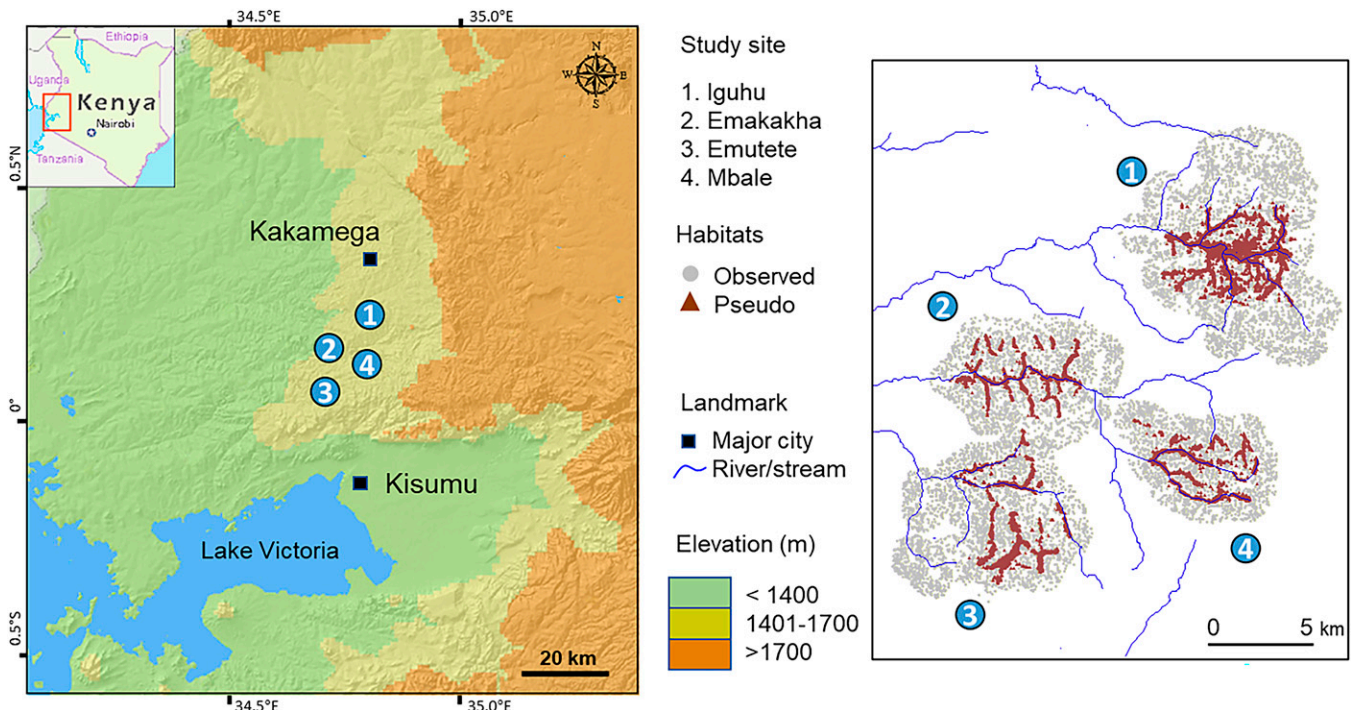 34.5°E
35.0°E
Ethiopia
Uganda
Kenya
Nairobi
Tanzania
N
W
E
S
0.5°N
0°
0.5°S
Kakamega
1
2
4
3
Kisumu
Lake Victoria
20 km
34.5°E
35.0°E
Study site
1. Iguhu
2. Emakakha
3. Emutete
4. Mbale
Habitats
Observed
Pseudo
Landmark
Major city
River/stream
Elevation (m)
< 1400
1401-1700
>1700
1
2
3
4
0 5 km